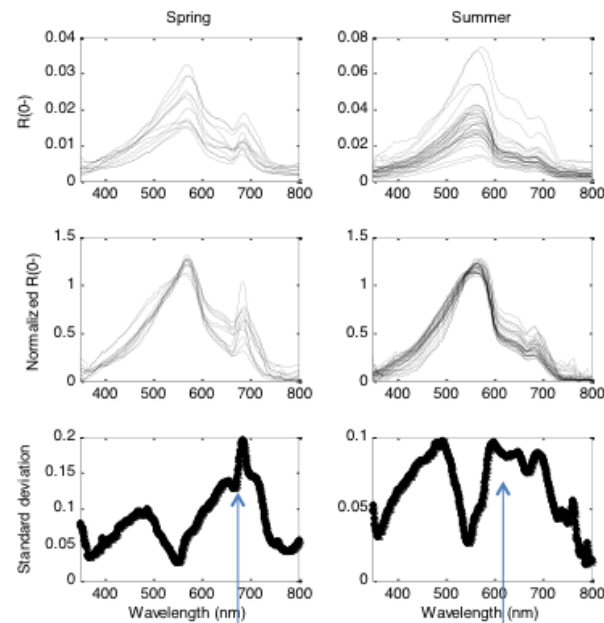 Spring Summer
0.04 0.08
0.03 0.06
R(0-)
0.02 0.04
0.01 0.02
0 0
400 500 600 700 800 400 500 600 700 800
1.5 1.5
Normalized R(0-)
1 1
0.5 0.5
0 0
400 500 600 700 800 400 500 600 700 800
0.2 0.1
Standard deviation
0.15
0.1 0.05
0.05
0 0
400 500 600 700 800 400 500 600 700 800
Wavelength (nm) Wavelength (nm)